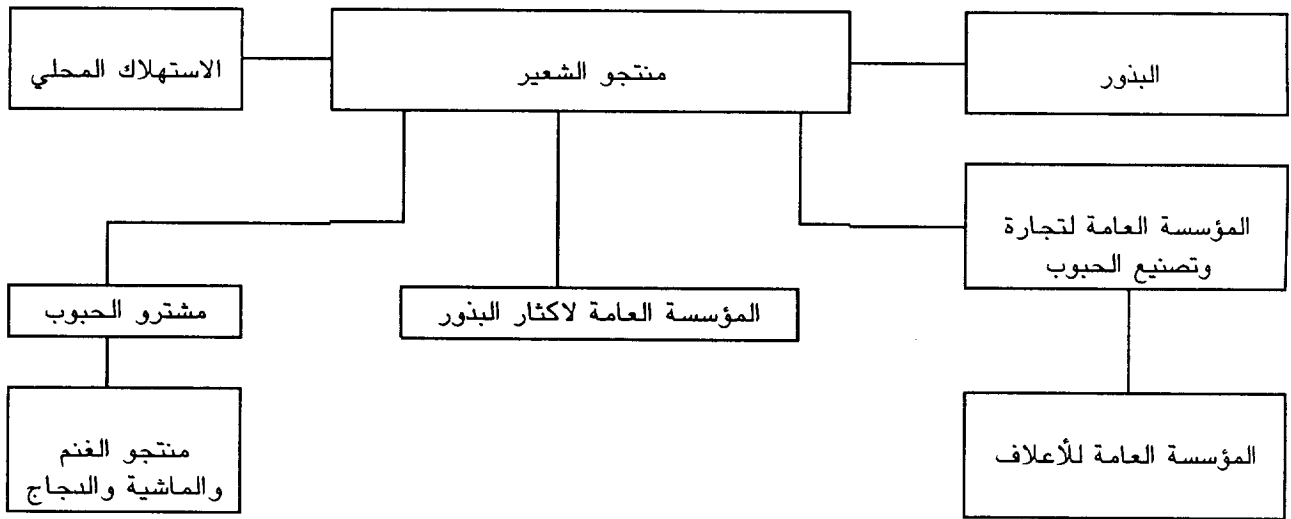 البذور
منتجو الشعير
الاستهلاك المحلي
المؤسسة العامة لتجارة
وتصنيع الحبوب
المؤسسة العامة لاكثار البذور
مشترو الحبوب
المؤسسة العامة للأعلاف
منتجو الغنم
والماشية والدجاج